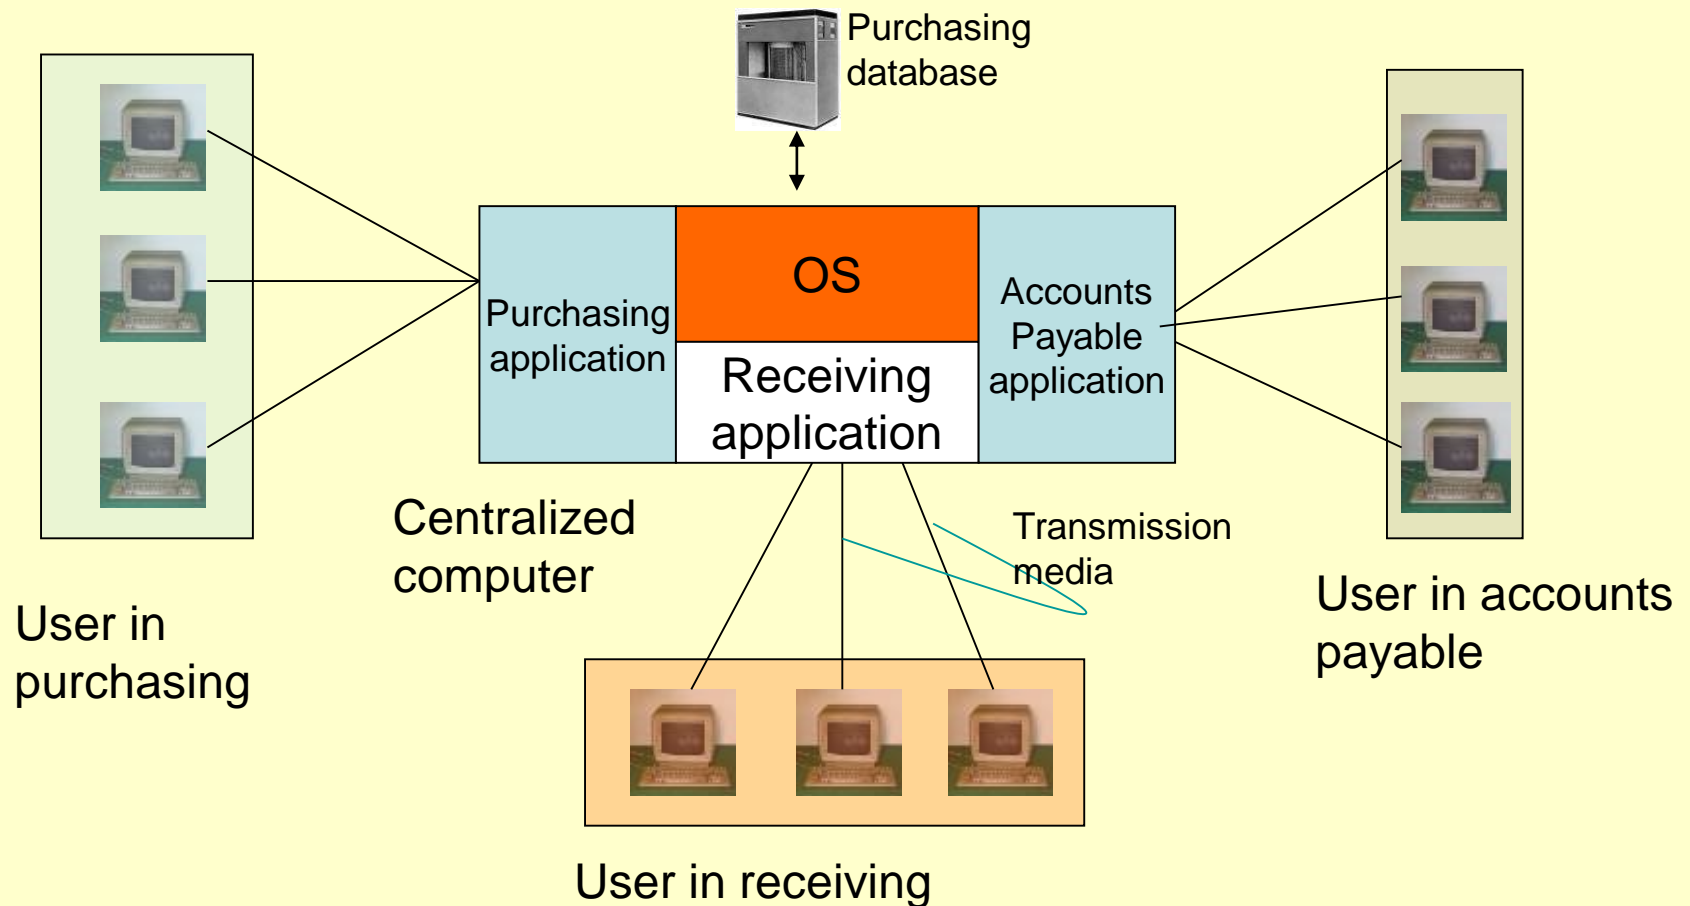 Purchasing
database
OS
Purchasing
application
Accounts
Payable
application
Receiving
application
Centralized
computer
Transmission
media
User in
purchasing
User in accounts
payable
User in receiving